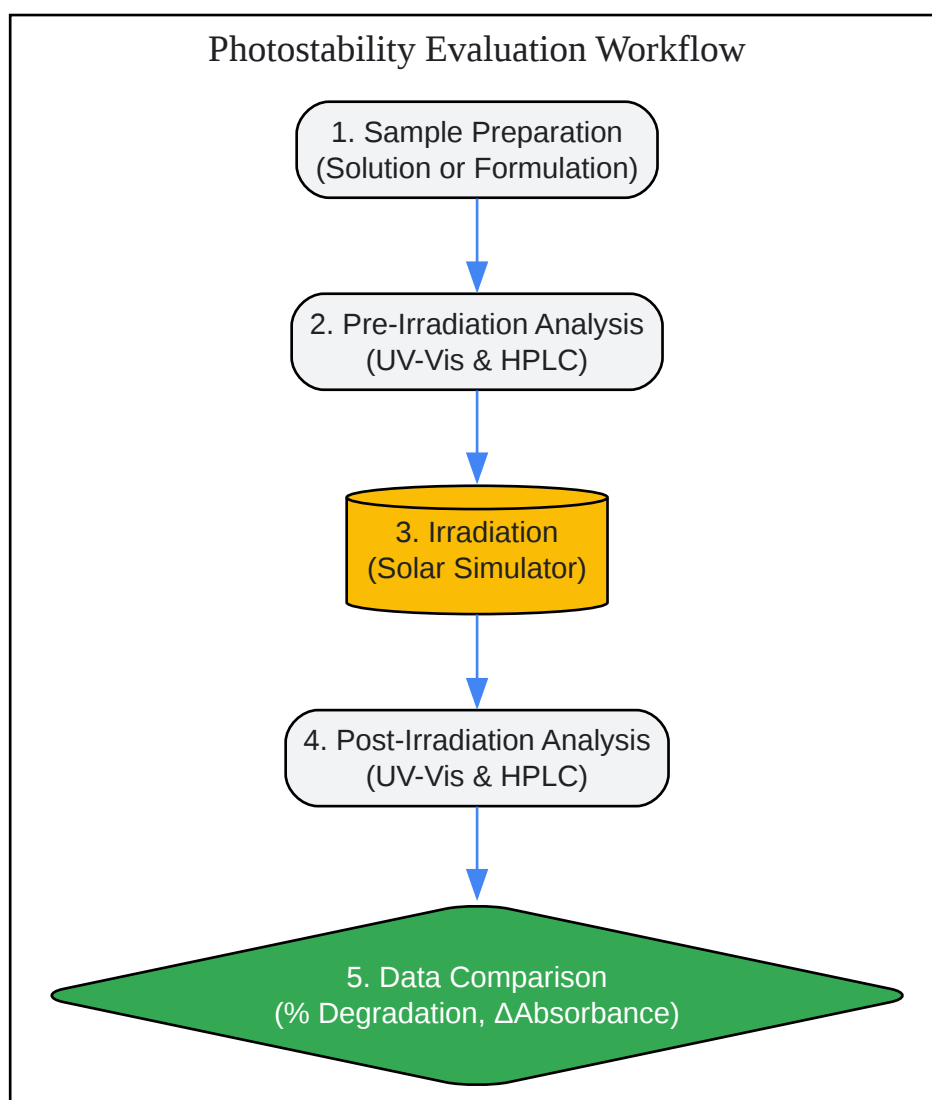 Photostability Evaluation Workflow
1. Sample Preparation
(Solution or Formulation)
2. Pre-Irradiation Analysis
(UV-Vis & HPLC)
3. Irradiation
(Solar Simulator)
4. Post-Irradiation Analysis
(UV-Vis & HPLC)
5. Data Comparison
(% Degradation, ΔAbsorbance)